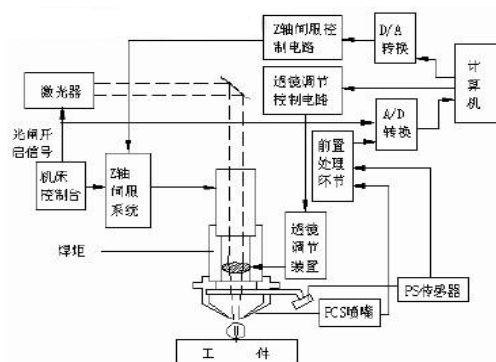 Z轴伺服控
制电路
D/A
转换
激光器
透镜调节
控制电路
计
算
机
A/D
转换
光闸开
启信号
前置
处理
环节
机床
控制台
Z轴
伺服
系统
焊炬
透镜
调节
装置
PS传感器
PCS喷嘴
工 件